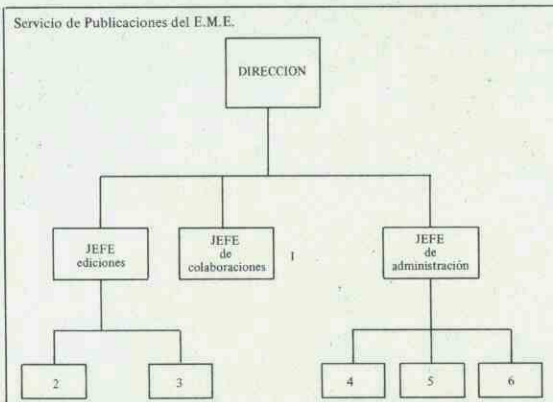 Servicio de Publicaciones del E.M.E.
DIRECCION
JEFE
ediciones
JEFE
de
colaboraciones
1
JEFE
de
administración
2
3
4
5
6